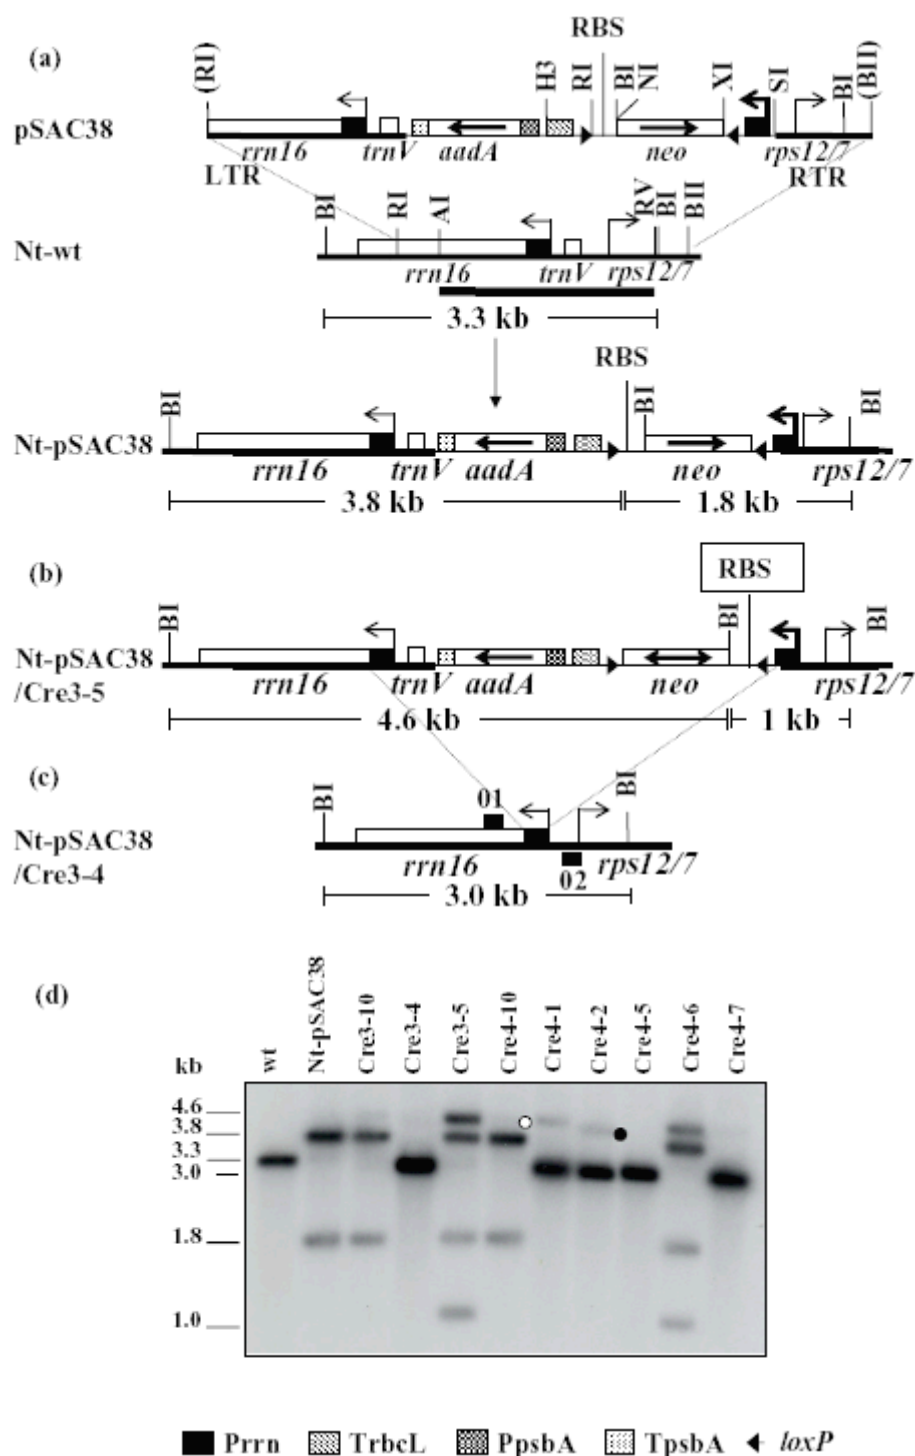 (a)
pSAC38
(RI) H3 RI RBS BI NI XI SI BI (BII)
rrn16 trnV aadA neo rps12/7
LTR RTR
BI RI AI RV BI BII
Nt-wt
rrn16 trnV rps12/7
3.3 kb
RBS
BI BI BI
Nt-pSAC38
rrn16 trnV aadA neo rps12/7
3.8 kb 1.8 kb
(b)
RBS
BI BI BI
Nt-pSAC38
/Cre3-5
rrn16 trnV aadA neo rps12/7
4.6 kb 1 kb
(c)
BI 01 BI
Nt-pSAC38
/Cre3-4
rrn16 02 rps12/7
3.0 kb
(d)
kb wt Nt-pSAC38 Cre3-10 Cre3-4 Cre3-5 Cre4-10 Cre4-1 Cre4-2 Cre4-5 Cre4-6 Cre4-7
4.6
3.8
3.3
3.0
1.8
1.0
Prrn TrbcL PpsbA TpsbA loxP